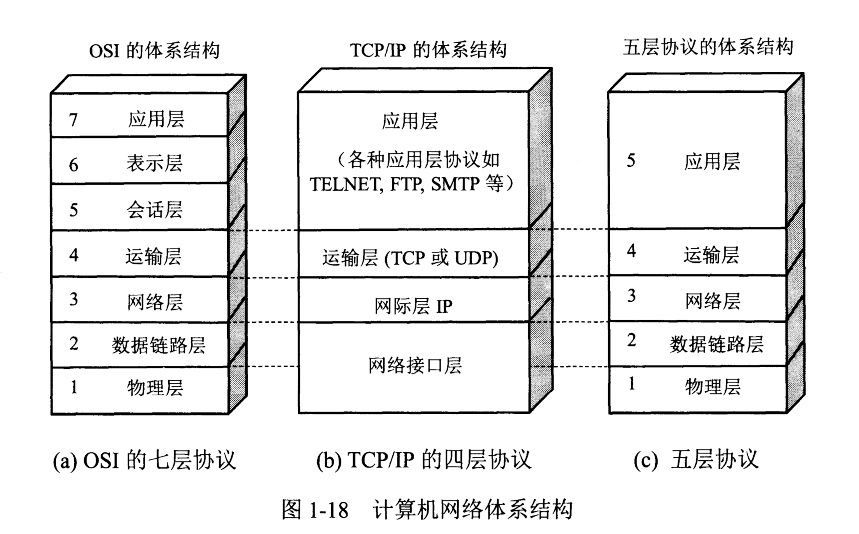 OSI 的体系结构
7 应用层
6 表示层
5 会话层
4 运输层
3 网络层
2 数据链路层
1 物理层
(a) OSI 的七层协议
TCP/IP 的体系结构
应用层
（各种应用层协议如
TELNET, FTP, SMTP 等）
运输层 (TCP 或 UDP)
网际层 IP
网络接口层
(b) TCP/IP 的四层协议
五层协议的体系结构
5 应用层
4 运输层
3 网络层
2 数据链路层
1 物理层
(c) 五层协议
图 1-18 计算机网络体系结构